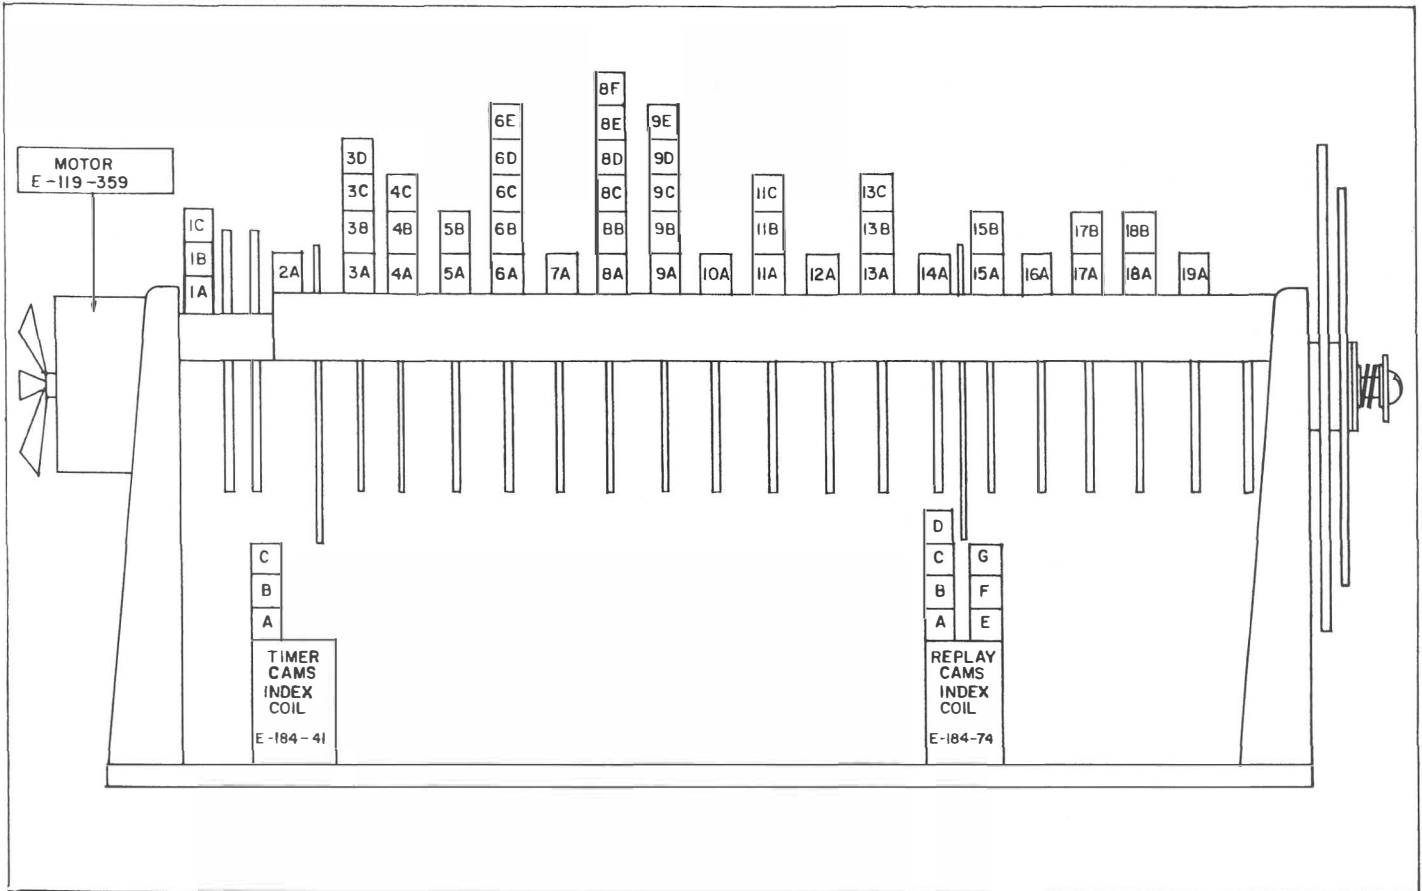 MOTOR
E-119-359
1C
1B
1A
2A
3D
3C
3B
3A
4C
4B
4A
5B
5A
6E
6D
6C
6B
6A
7A
8F
8E
8D
8C
8B
8A
9E
9D
9C
9B
9A
10A
11C
11B
11A
12A
13C
13B
13A
14A
15B
15A
16A
17B
17A
18B
18A
19A
C
B
A
TIMER
CAMS
INDEX
COIL
E-184-41
D
C
B
A
G
F
E
REPLAY
CAMS
INDEX
COIL
E-184-74